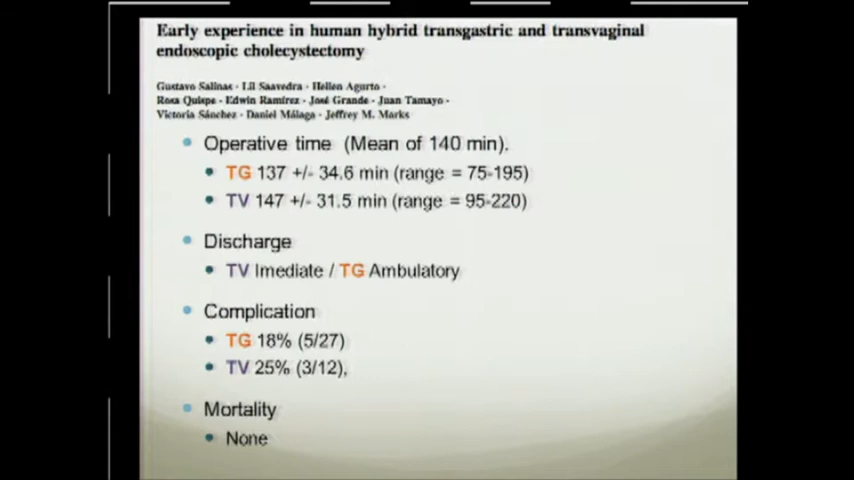 Early experience in human hybrid transgastric and transvaginal
endoscopic cholecystectomy
Gustavo Salinas · Lil Saavedra · Hellen Agurto ·
Rosa Quispe · Edwin Ramírez · José Grande · Juan Tamayo ·
Victoria Sánchez · Daniel Málaga · Jeffrey M. Marks
• Operative time (Mean of 140 min).
• TG 137 +/- 34.6 min (range = 75-195)
• TV 147 +/- 31.5 min (range = 95-220)
• Discharge
• TV Imediate / TG Ambulatory
• Complication
• TG 18% (5/27)
• TV 25% (3/12),
• Mortality
• None